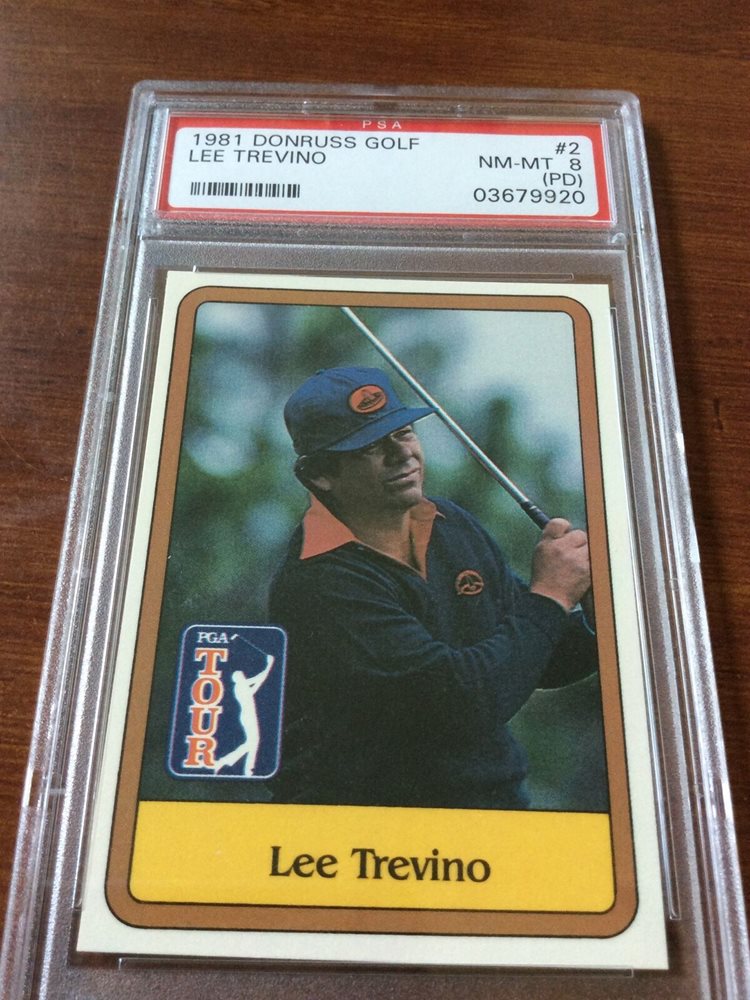 PSA
1981 DONRUSS GOLF #2
LEE TREVINO NM-MT 8
(PD)
03679920
PGA
TOUR
Lee Trevino